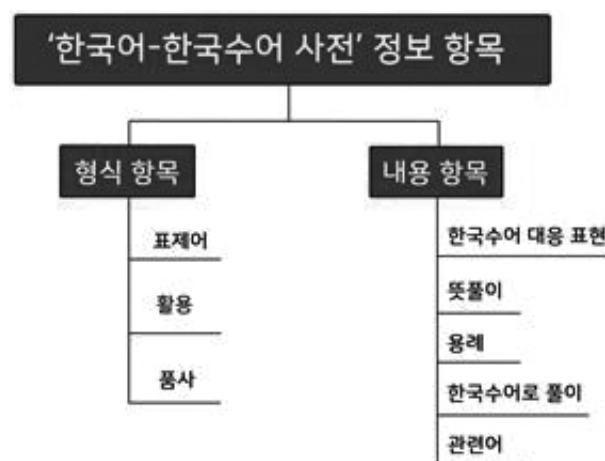 '한국어-한국수어 사전' 정보 항목
형식 항목
표제어
활용
품사
내용 항목
한국수어 대응 표현
뜻풀이
용례
한국수어로 풀이
관련어